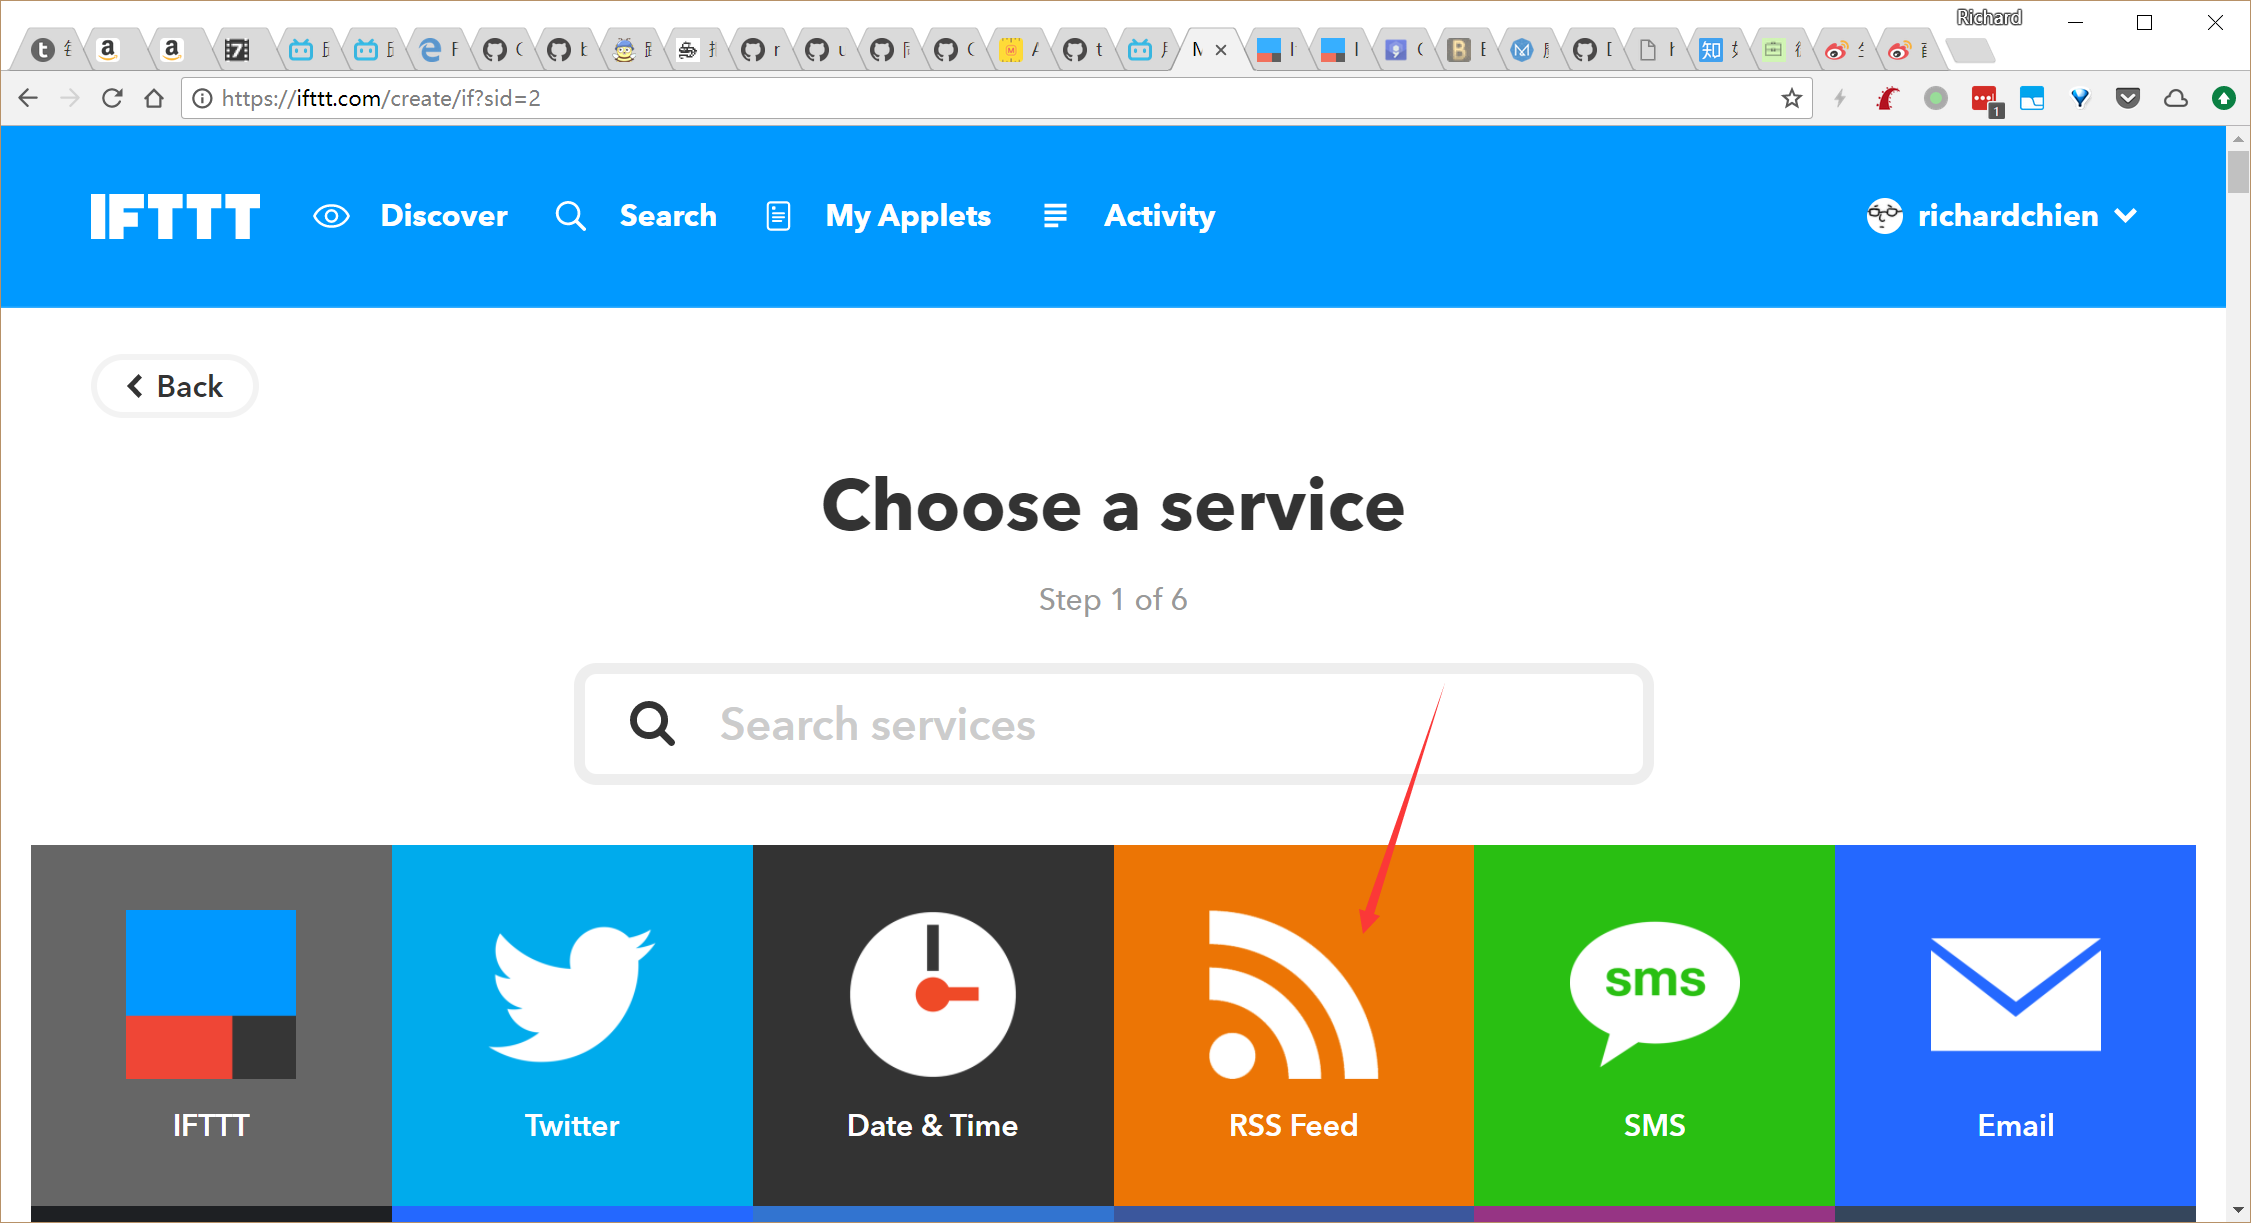 Richard
https://ifttt.com/create/if?sid=2
1
IFTTT Discover Search My Applets Activity richardchien
Back
Choose a service
Step 1 of 6
Search services
sms
IFTTT Twitter Date & Time RSS Feed SMS Email